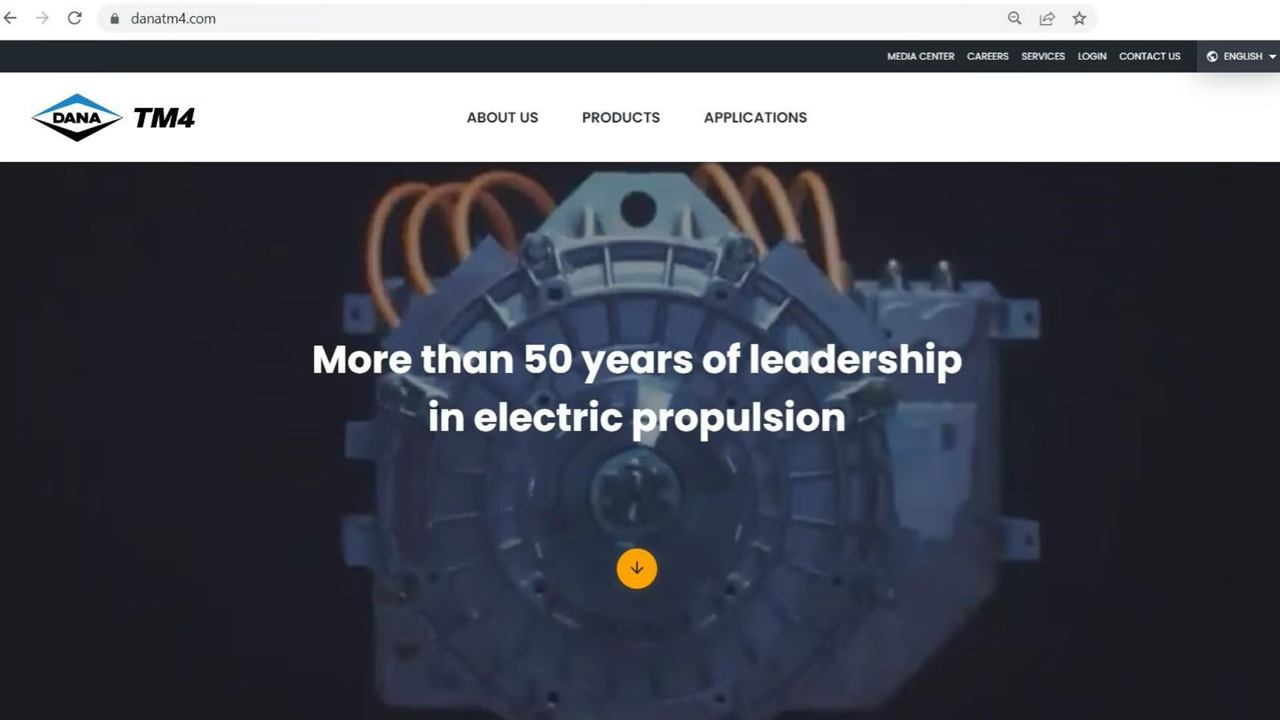 danatm4.com
MEDIA CENTER CAREERS SERVICES LOGIN CONTACT US ENGLISH
DANA TM4
ABOUT US PRODUCTS APPLICATIONS
More than 50 years of leadership
in electric propulsion